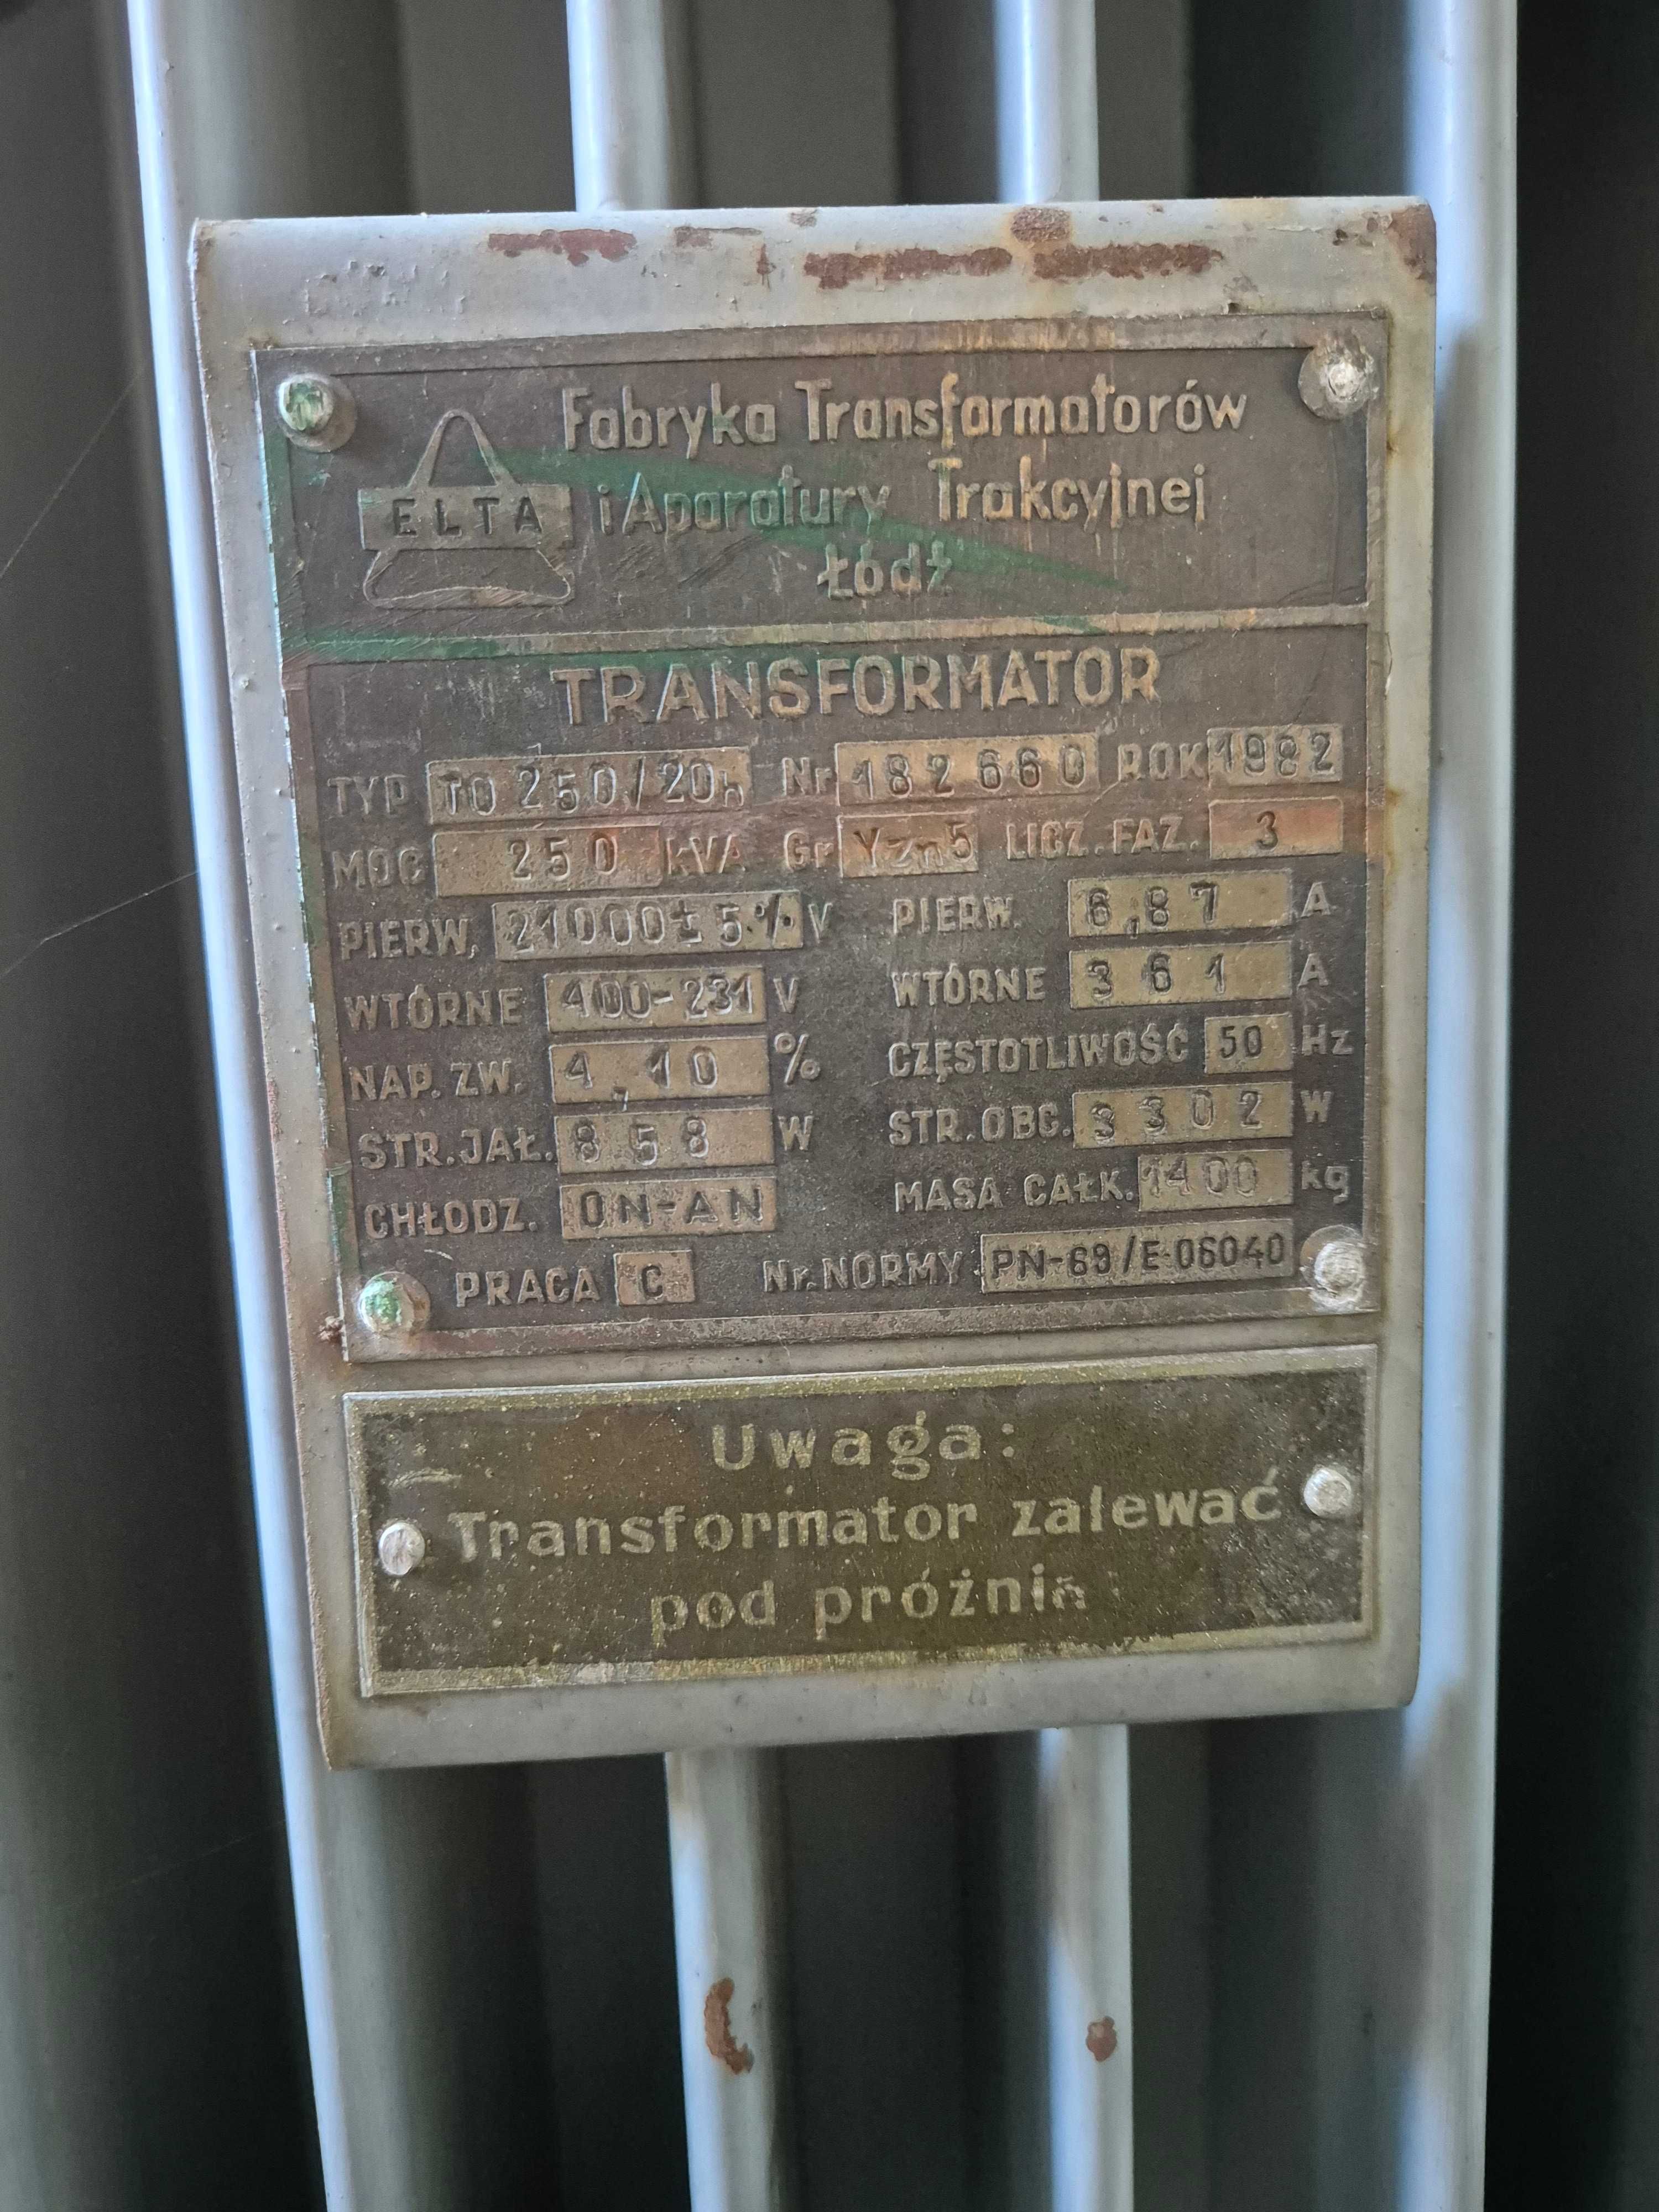 Fabryka Transformatorów
ELTA i Aparatury Trakcyjnej
Łódź
TRANSFORMATOR
TYP TO 250/20h Nr 182660 ROK 1982
MOC 250 kVA Gr Yzn5 LICZ. FAZ. 3
PIERW. 21000±5% V PIERW. 6,87 A
WTÓRNE 400-231 V WTÓRNE 361 A
NAP. ZW. 4,10 % CZĘSTOTLIWOŚĆ 50 Hz
STR.JAŁ. 858 W STR.OBC. 3302 W
CHŁODZ. ON-AN MASA CAŁK. 1400 kg
PRACA C Nr. NORMY PN-69/E-06040
Uwaga:
Transformator zalewać
pod próżnią